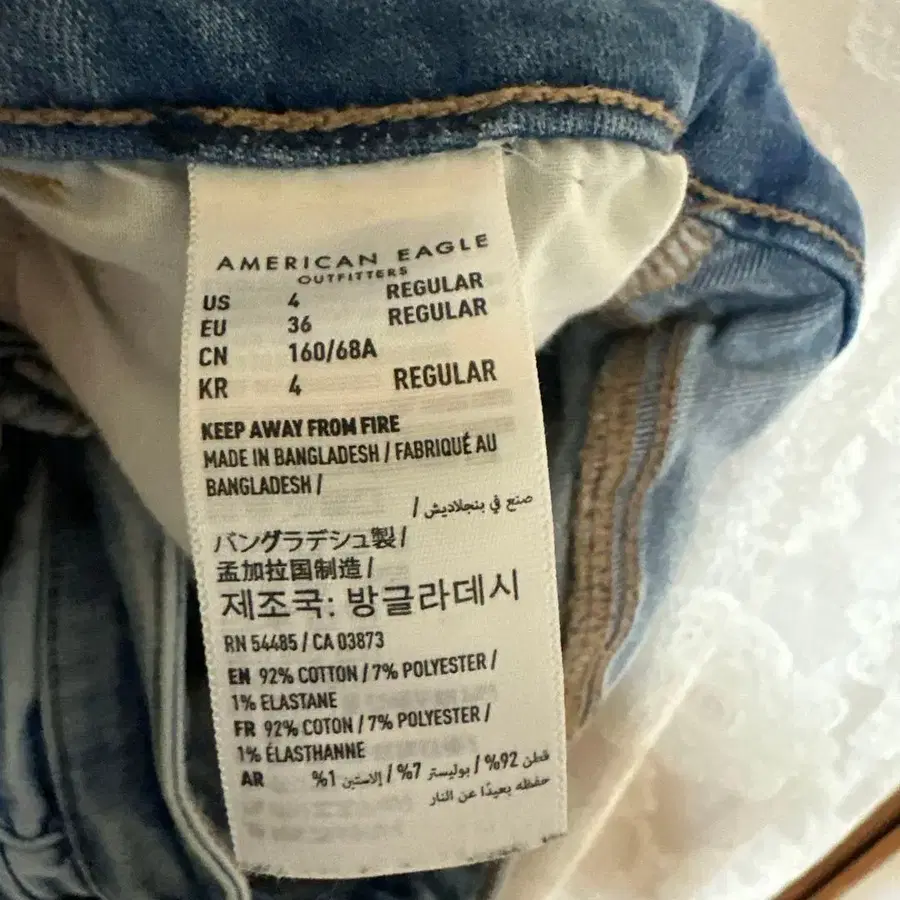 AMERICAN EAGLE
OUTFITTERS
US 4 REGULAR
EU 36 REGULAR
CN 160/68A
KR 4 REGULAR
KEEP AWAY FROM FIRE
MADE IN BANGLADESH / FABRIQUÉ AU
BANGLADESH /
صنع في بنجلاديش /
バングラデシュ製 /
孟加拉国制造 /
제조국: 방글라데시
RN 54485 / CA 03873
EN 92% COTTON / 7% POLYESTER /
1% ELASTANE
FR 92% COTON / 7% POLYESTER /
1% ÉLASTHANNE
AR قطن 92% / بوليستر 7% / إلاستين 1%
حفظه بعيدًا عن النار